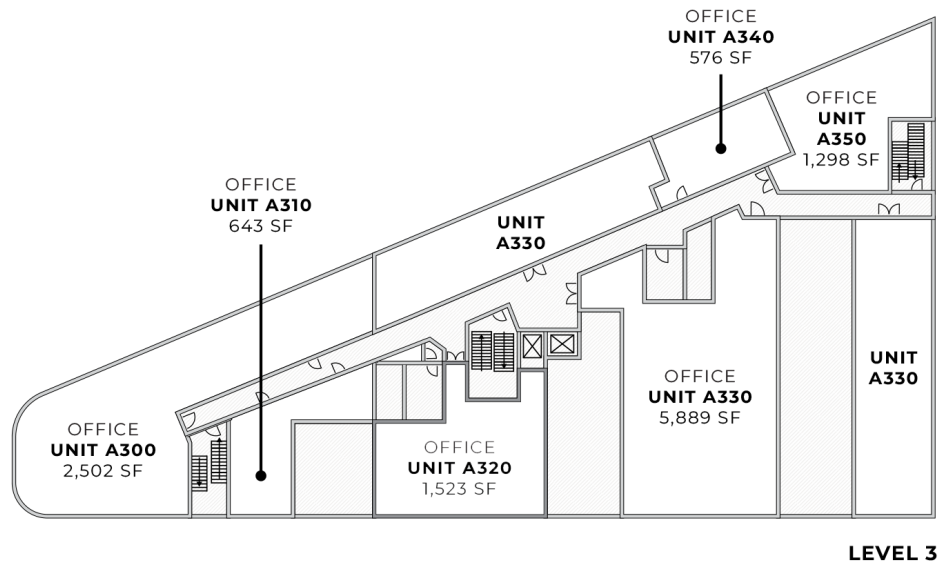 OFFICE
UNIT A340
576 SF
OFFICE
UNIT
A350
1,298 SF
OFFICE
UNIT A310
643 SF
UNIT
A330
UNIT
A330
OFFICE
UNIT A330
5,889 SF
OFFICE
UNIT A300
2,502 SF
OFFICE
UNIT A320
1,523 SF
LEVEL 3